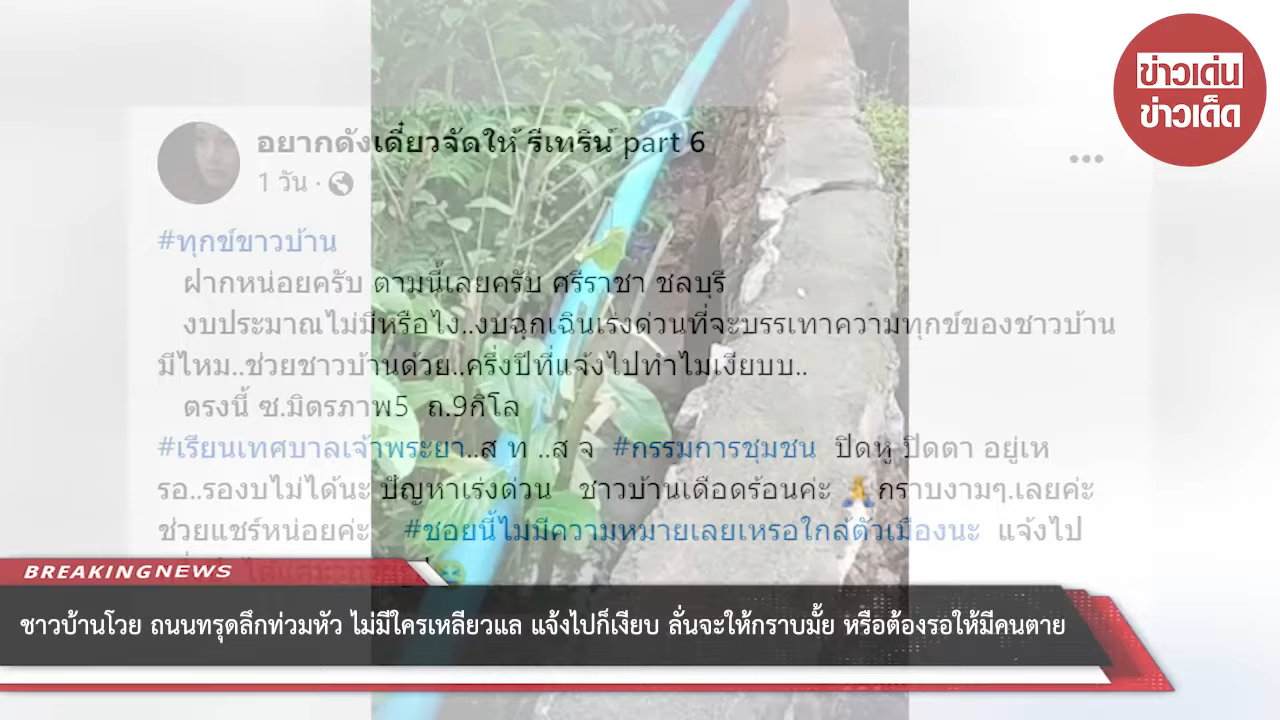 ข่าวเด่น
ข่าวเด็ด
อยากดังเดี๋ยวจัดให้ รีเทริน์ part 6
1 วัน ·
#ทุกข์ขาวบ้าน
ฝากหน่อยครับ ตามนี้เลยครับ ศรีราชา ชลบุรี
งบประมาณไม่มีหรือไง..งบฉุกเฉินเร่งด่วนที่จะบรรเทาความทุกข์ของชาวบ้าน
มีไหม..ช่วยชาวบ้านด้วย..ครึ่งปีที่แจ้งไปทำไมเงียบบ..
ตรงนี้ ซ.มิตรภาพ5 ถ.9กิโล
#เรียนเทศบาลเจ้าพระยา..ส ท ..ส จ #กรรมการชุมชน ปิดหู ปิดตา อยู่เห
รอ..รองบไม่ได้นะ ปัญหาเร่งด่วน ชาวบ้านเดือดร้อนค่ะ 🙏กราบงามๆ.เลยค่ะ
ช่วยแชร์หน่อยค่ะ #ซอยนี้ไม่มีความหมายเลยเหรอใกล้ตัวเมืองนะ แจ้งไป
BREAKINGNEWS
ชาวบ้านโวย ถนนทรุดลึกท่วมหัว ไม่มีใครเหลียวแล แจ้งไปก็เงียบ ลั่นจะให้กราบมั้ย หรือต้องรอให้มีคนตาย